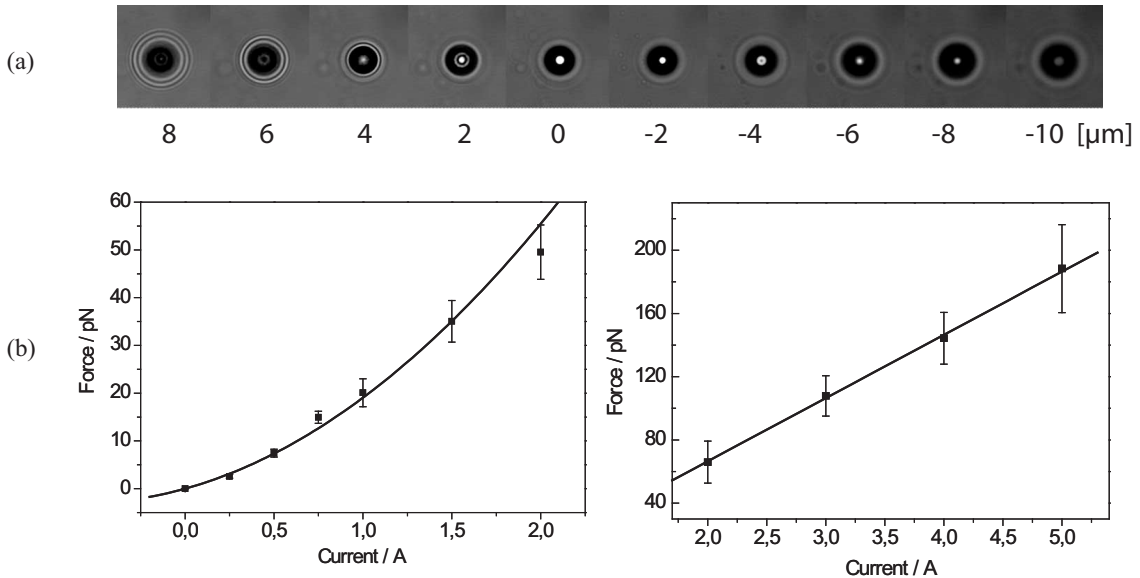 (a)
8 6 4 2 0 -2 -4 -6 -8 -10 [µm]
(b)
60
50
40
30
20
10
0
Force / pN
0,0 0,5 1,0 1,5 2,0
Current / A
200
160
120
80
40
Force / pN
2,0 2,5 3,0 3,5 4,0 4,5 5,0
Current / A